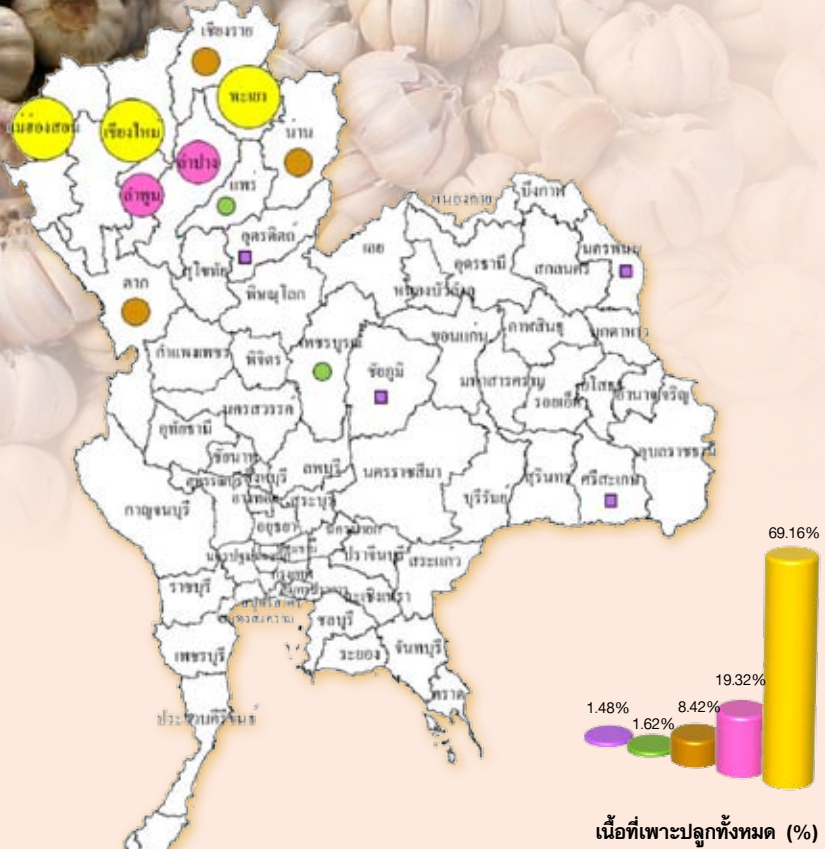 เชียงราย
พะเยา
แม่ฮ่องสอน
เชียงใหม่
น่าน
ลำปาง
แพร่
ลำพูน
อุตรดิตถ์
หนองคาย
บึงกาฬ
เลย
อุดรธานี
สกลนคร
นครพนม
ตาก
สุโขทัย
พิษณุโลก
หนองบัวลำภู
กำแพงเพชร
พิจิตร
เพชรบูรณ์
ชัยภูมิ
ขอนแก่น
กาฬสินธุ์
มุกดาหาร
มหาสารคาม
ร้อยเอ็ด
ยโสธร
อำนาจเจริญ
นครสวรรค์
อุทัยธานี
ชัยนาท
ลพบุรี
นครราชสีมา
บุรีรัมย์
สุรินทร์
ศรีสะเกษ
อุบลราชธานี
สระบุรี
กาญจนบุรี
อยุธยา
ปราจีนบุรี
สระแก้ว
ราชบุรี
ฉะเชิงเทรา
ชลบุรี
เพชรบุรี
ระยอง
จันทบุรี
ตราด
ประจวบคีรีขันธ์
69.16%
19.32%
8.42%
1.48%
1.62%
เนื้อที่เพาะปลูกทั้งหมด (%)